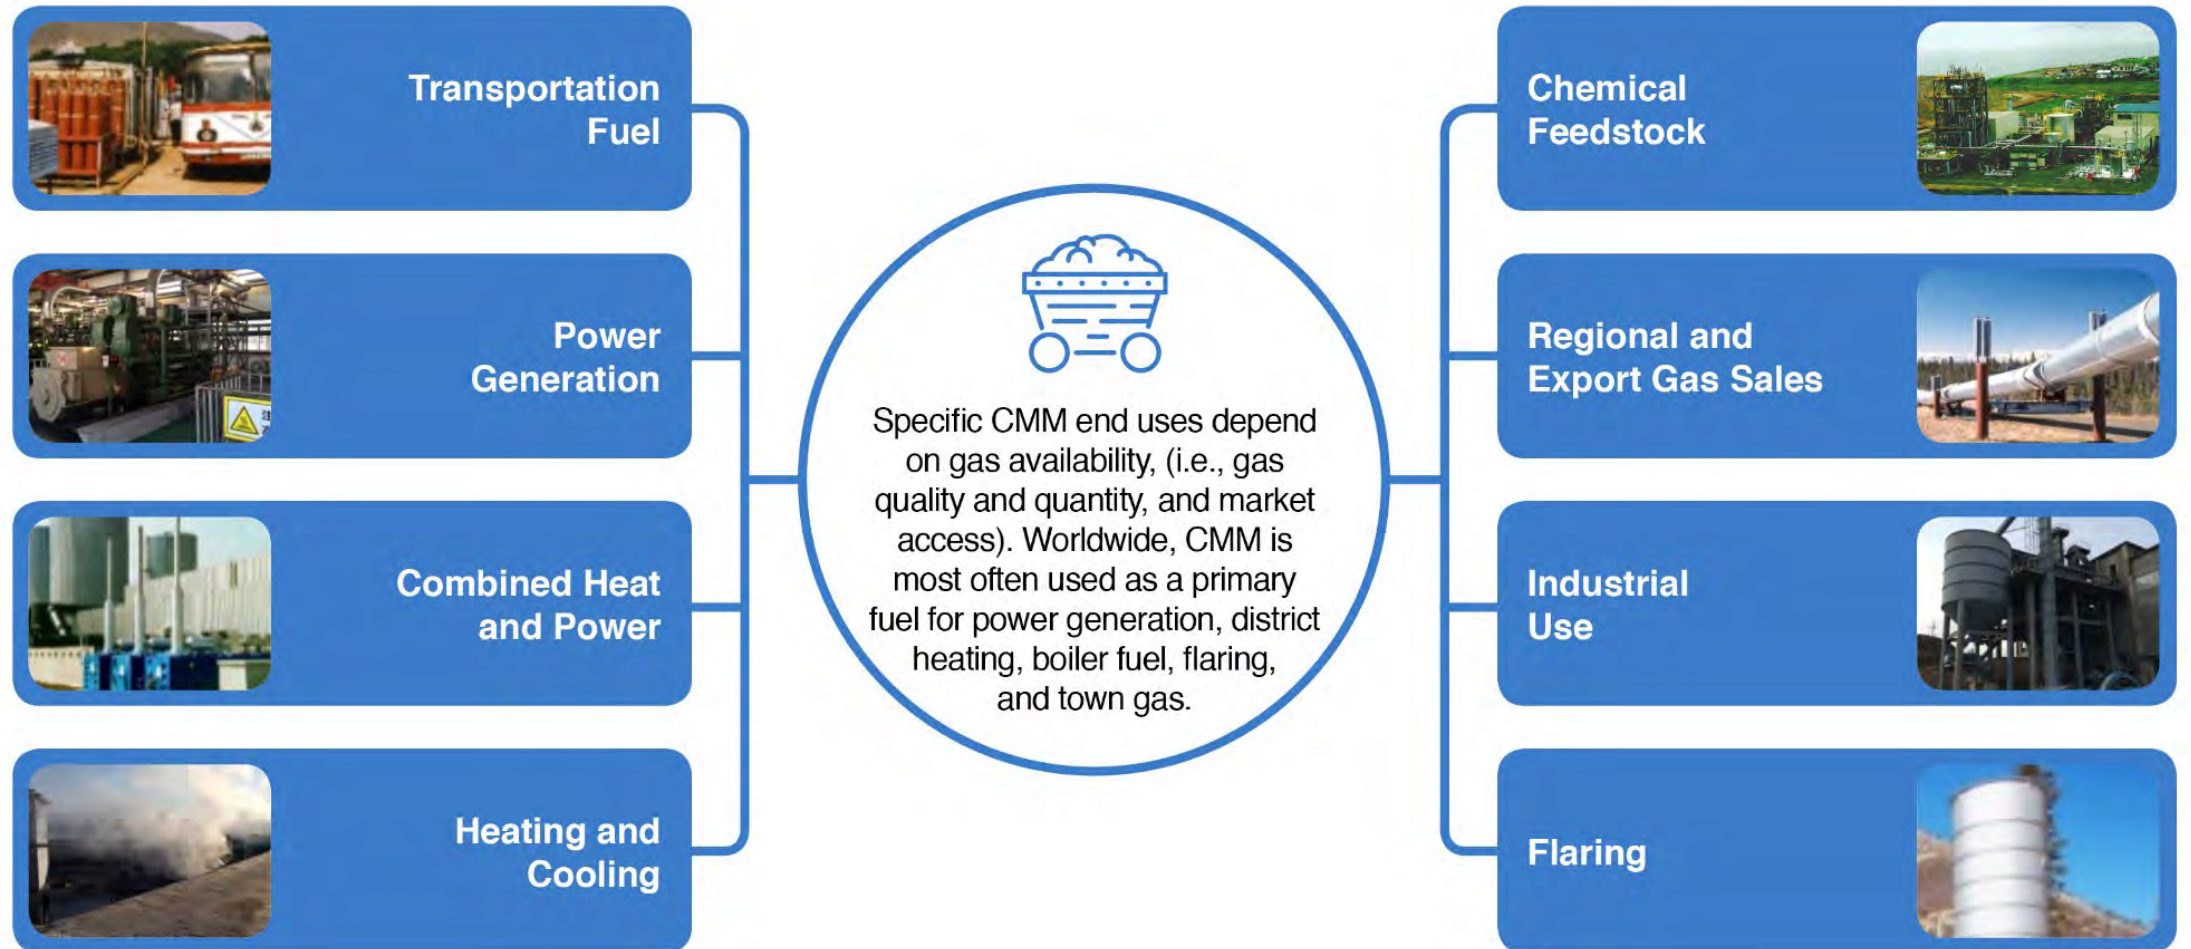 Transportation
Fuel
Power
Generation
Combined Heat
and Power
Heating and
Cooling
Specific CMM end uses depend
on gas availability, (i.e., gas
quality and quantity, and market
access). Worldwide, CMM is
most often used as a primary
fuel for power generation, district
heating, boiler fuel, flaring,
and town gas.
Chemical
Feedstock
Regional and
Export Gas Sales
Industrial
Use
Flaring